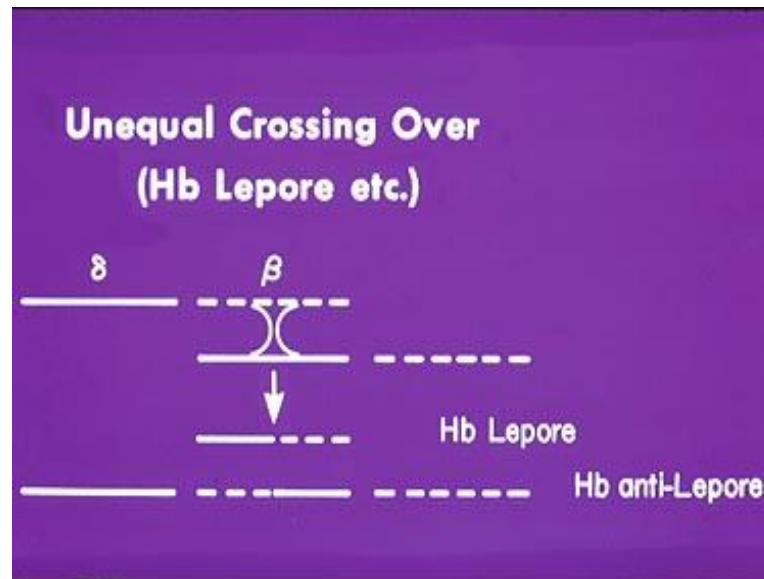 Unequal Crossing Over
(Hb Lepore etc.)
δ β
Hb Lepore
Hb anti-Lepore